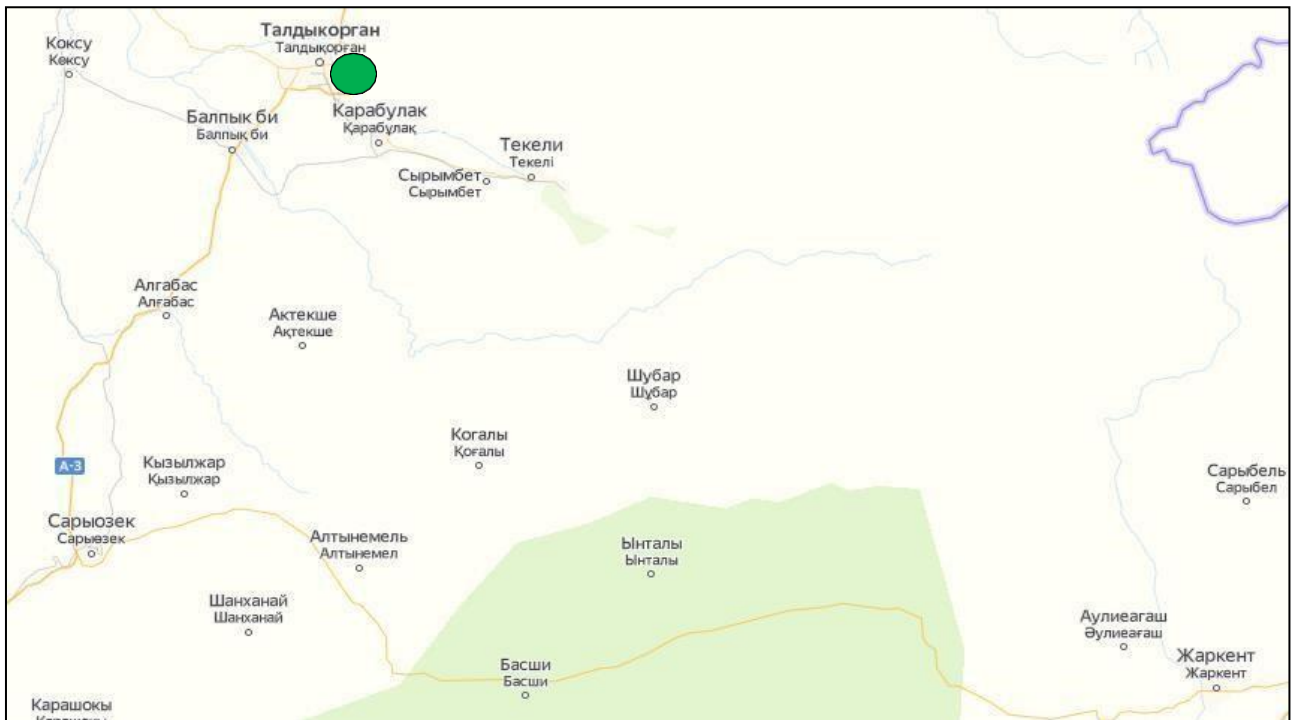 Талдыкорган
Талдықорған
Коксу
Көксу
Балпык би
Балпық би
Карабулак
Қарабұлақ
Текели
Текелі
Сырымбет
Сырымбет
Алгабас
Алғабас
Актекше
Ақтекше
Шубар
Шұбар
Когалы
Қоғалы
А-3
Кызылжар
Қызылжар
Сарыбель
Сарыбел
Сарыозек
Сарыөзек
Алтынемель
Алтынемел
Ынталы
Ынталы
Шанханай
Шанханай
Аулиеагаш
Әулиеағаш
Басши
Басши
Жаркент
Жаркент
Карашокы